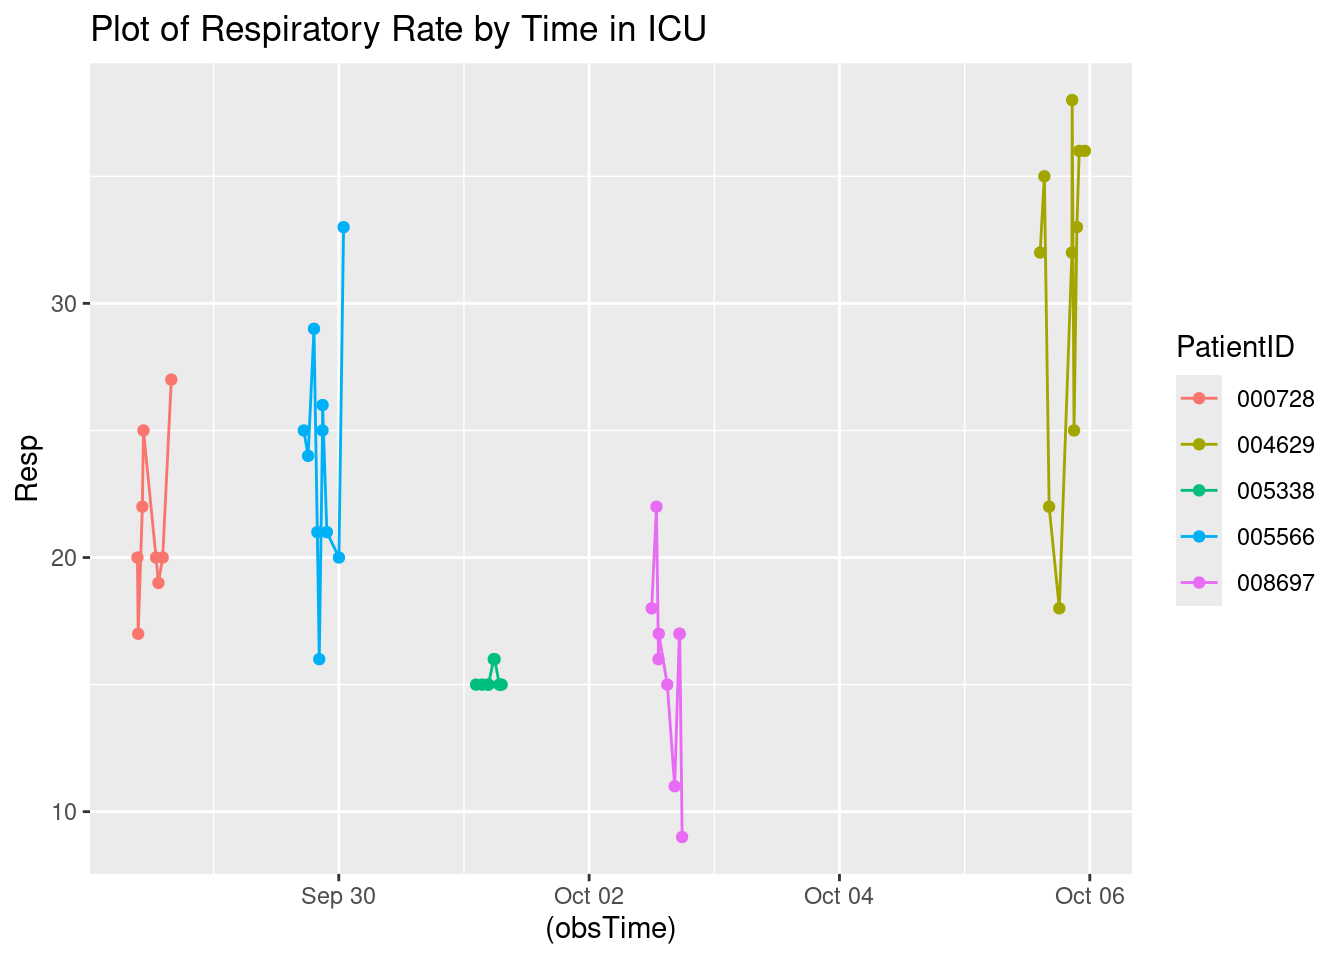 Plot of Respiratory Rate by Time in ICU
Resp
30
20
10
Sep 30
Oct 02
Oct 04
Oct 06
(obsTime)
PatientID
000728
004629
005338
005566
008697